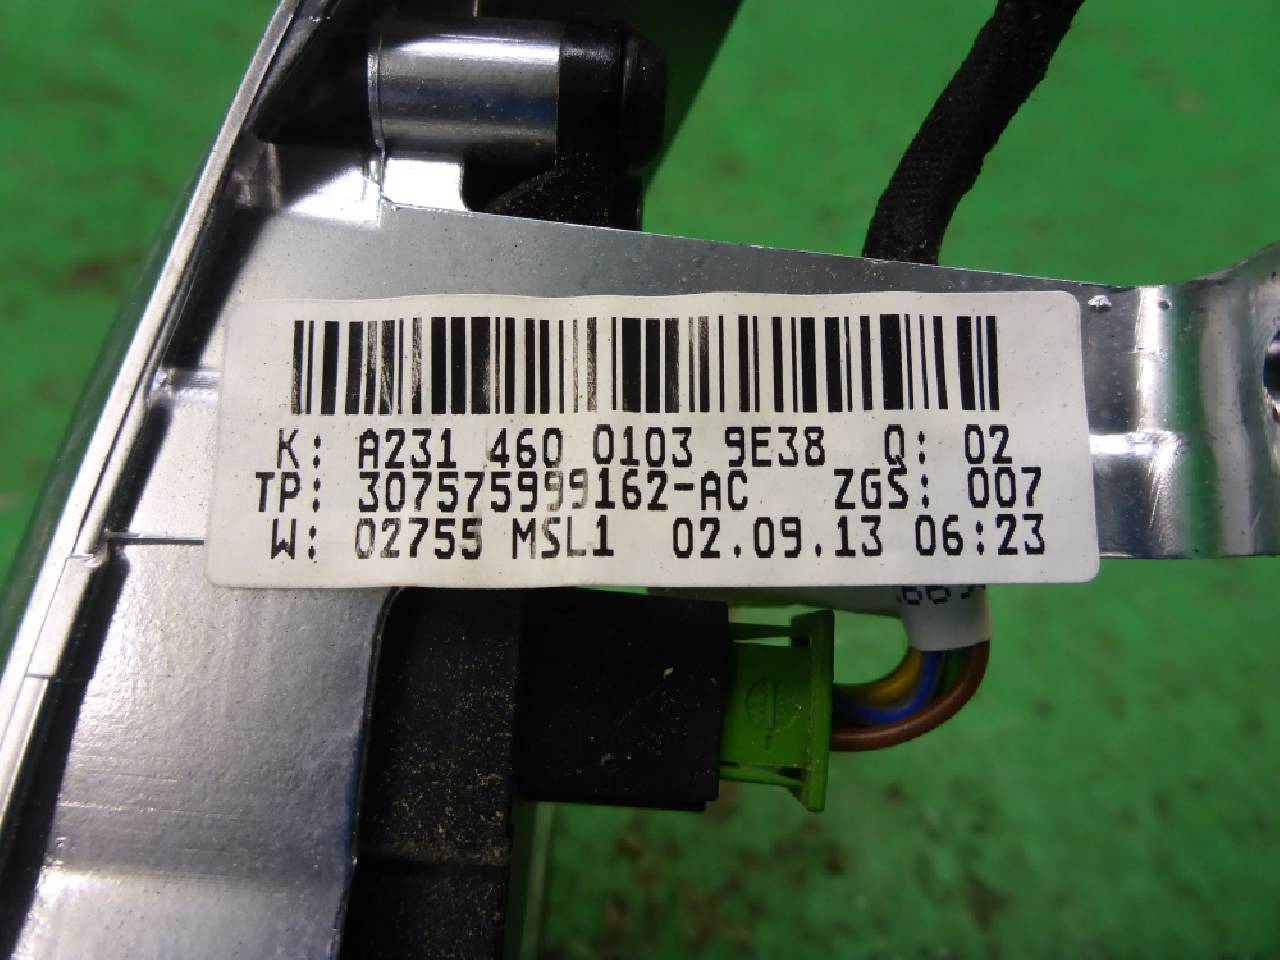 K: A231 460 0103 9E38 Q: 02
TP: 307575999162-AC ZGS: 007
W: 02755 MSL1 02.09.13 06:23